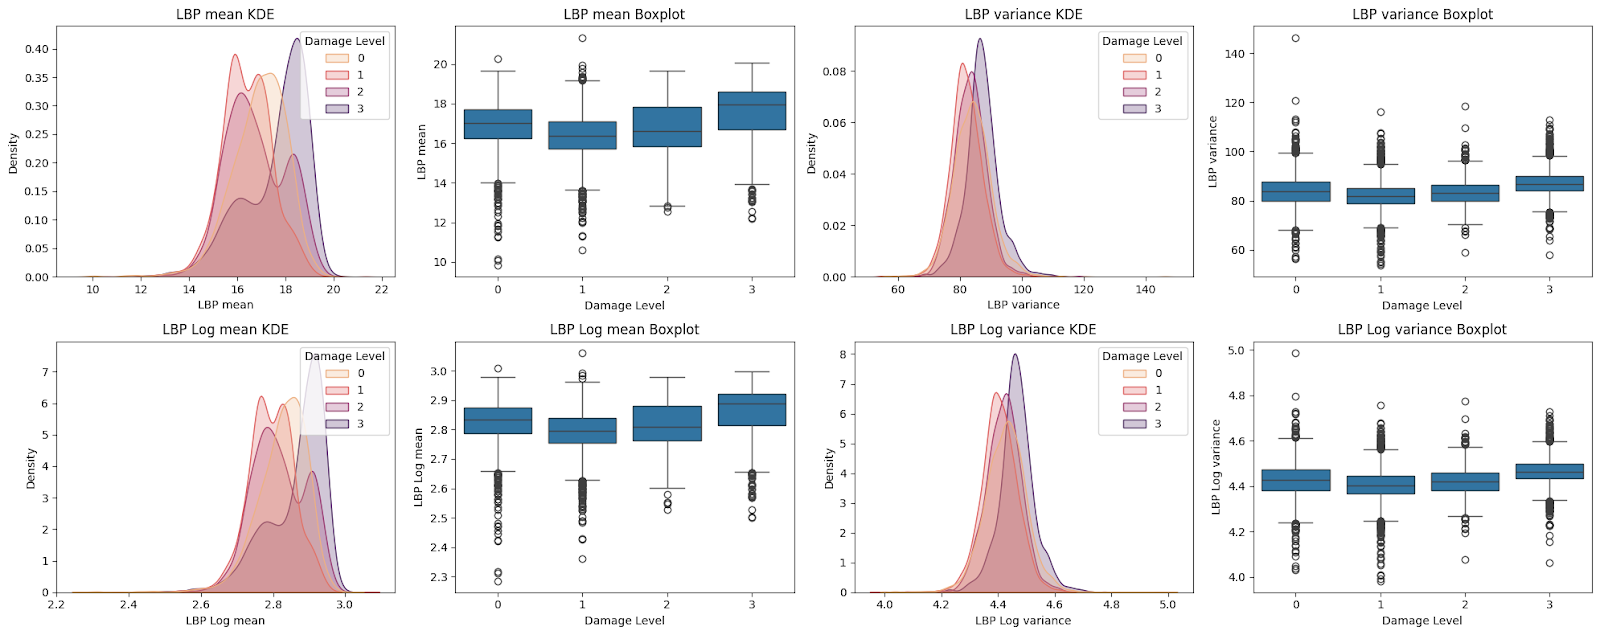 LBP mean KDE
Damage Level
0
1
2
3
0.40
0.35
0.30
0.25
0.20
0.15
0.10
0.05
0.00
Density
10 12 14 16 18 20 22
LBP mean
LBP mean Boxplot
20
18
16
14
12
10
LBP mean
0 1 2 3
Damage Level
LBP variance KDE
Damage Level
0
1
2
3
0.08
0.06
0.04
0.02
0.00
Density
60 80 100 120 140
LBP variance
LBP variance Boxplot
140
120
100
80
60
LBP variance
0 1 2 3
Damage Level
LBP Log mean KDE
Damage Level
0
1
2
3
7
6
5
4
3
2
1
0
Density
2.2 2.4 2.6 2.8 3.0
LBP Log mean
LBP Log mean Boxplot
3.0
2.9
2.8
2.7
2.6
2.5
2.4
2.3
LBP Log mean
0 1 2 3
Damage Level
LBP Log variance KDE
Damage Level
0
1
2
3
8
7
6
5
4
3
2
1
0
Density
4.0 4.2 4.4 4.6 4.8 5.0
LBP Log variance
LBP Log variance Boxplot
5.0
4.8
4.6
4.4
4.2
4.0
LBP Log variance
0 1 2 3
Damage Level